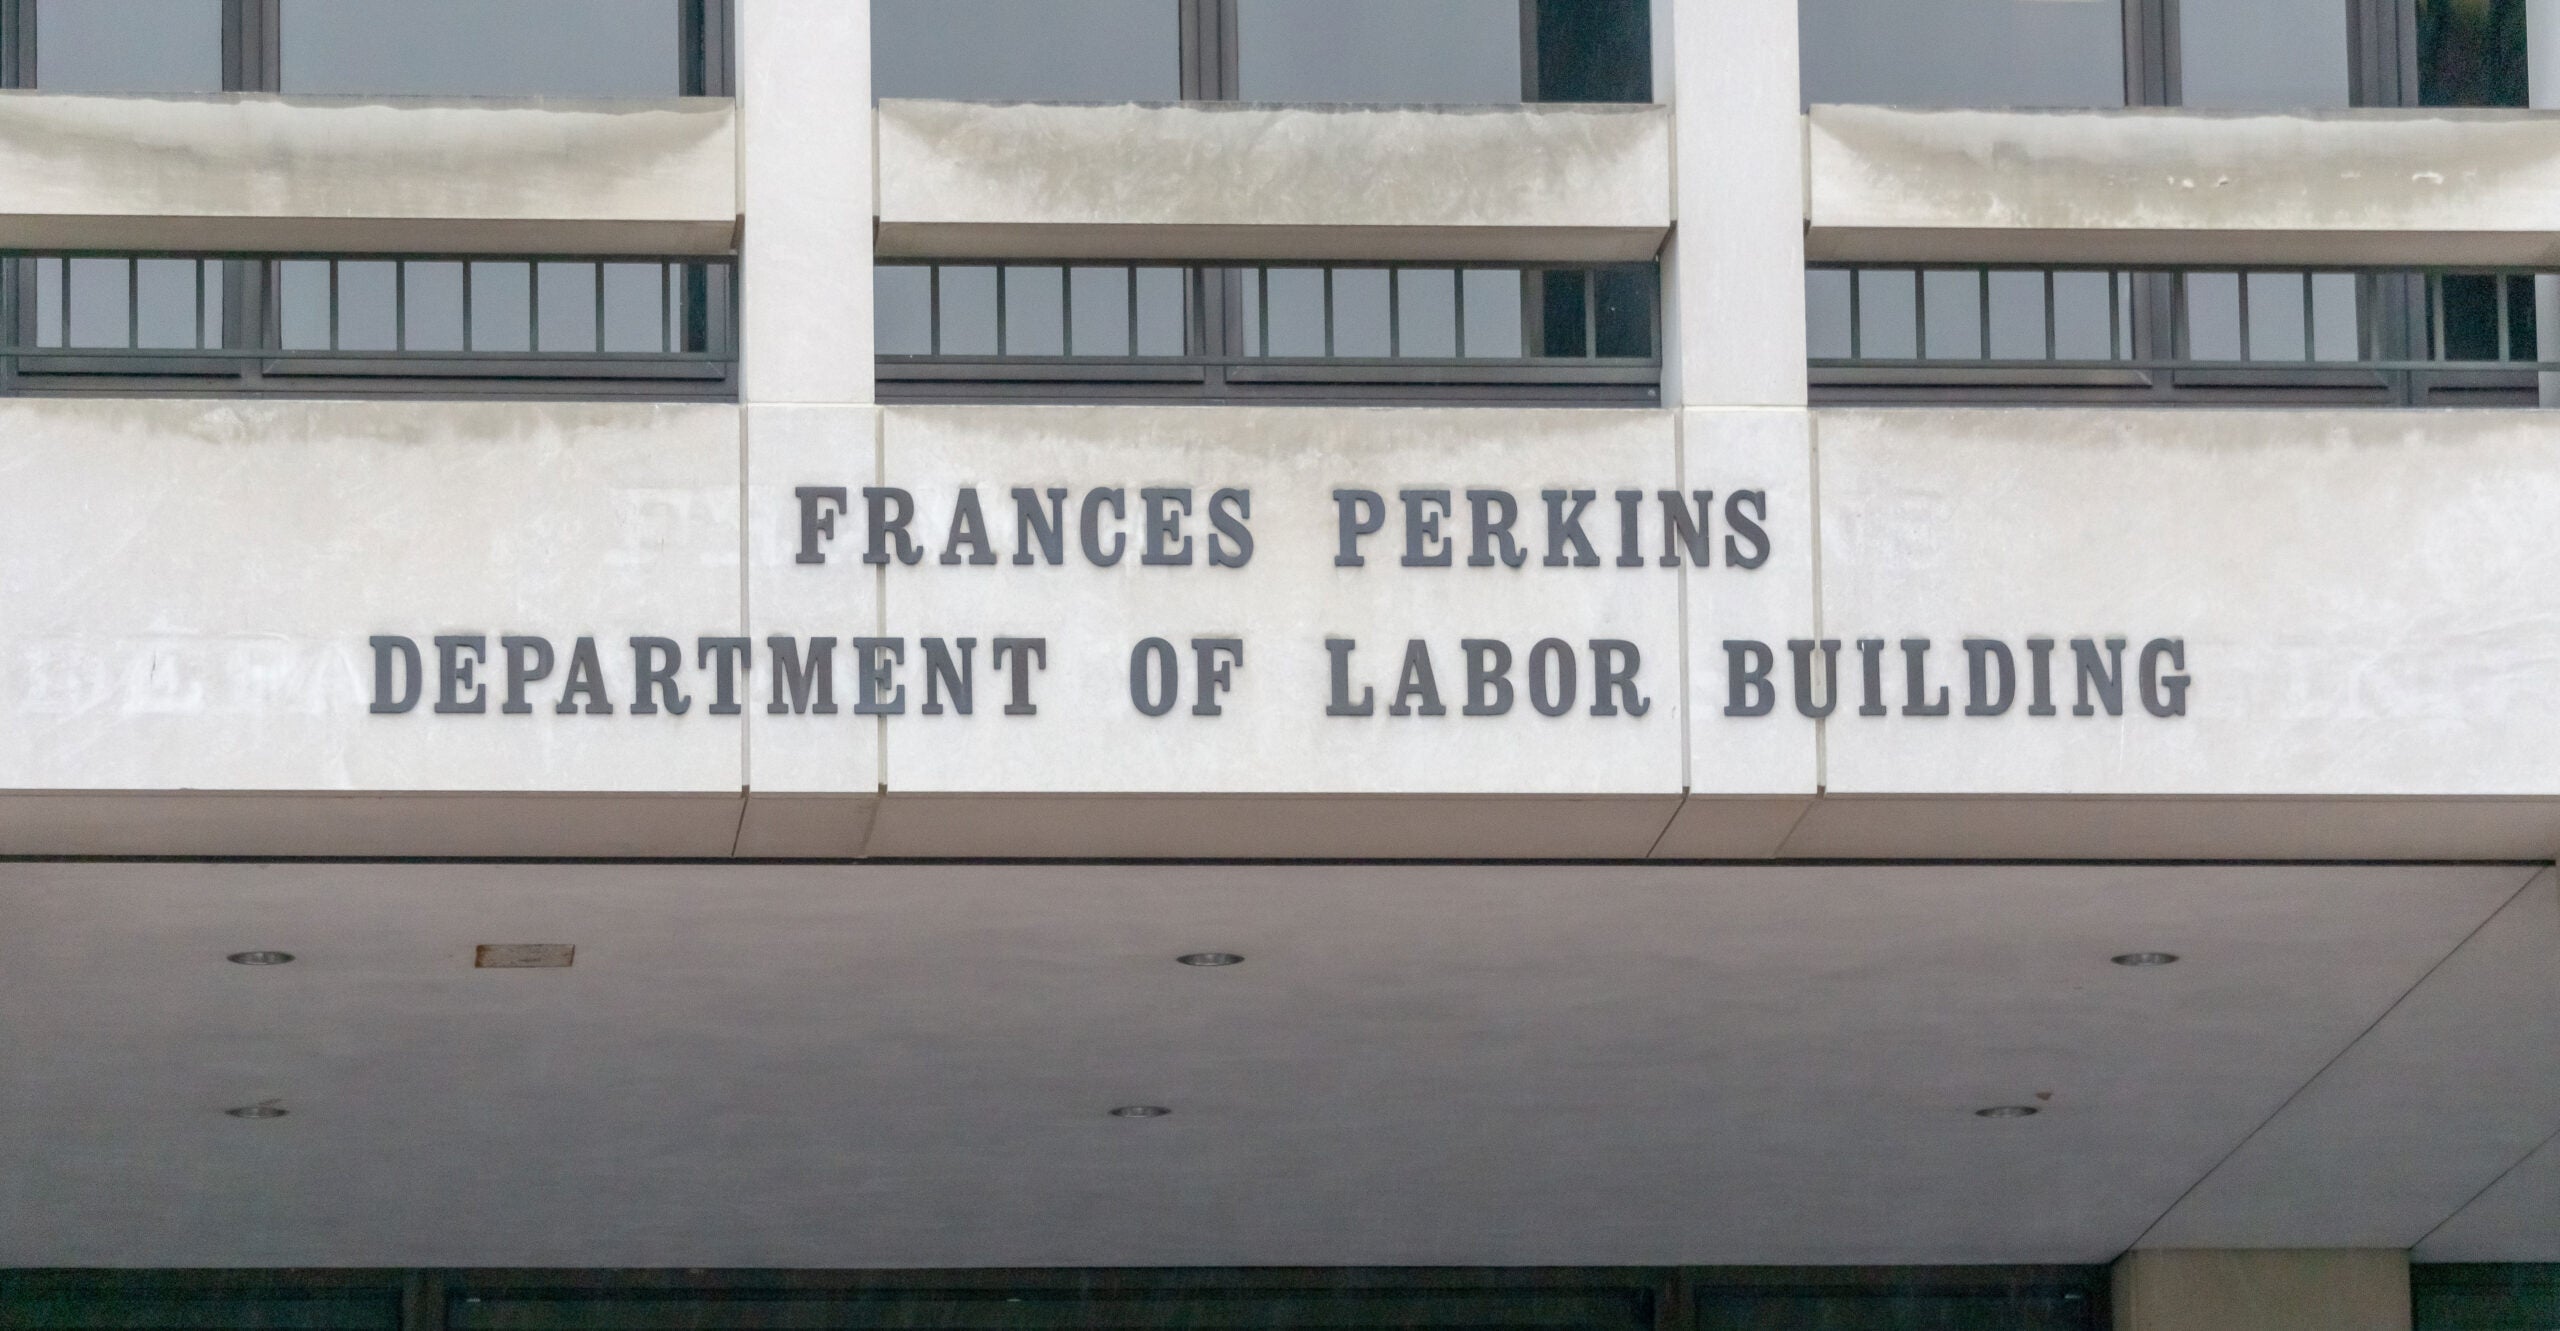 FRANCES PERKINS
DEPARTMENT OF LABOR BUILDING